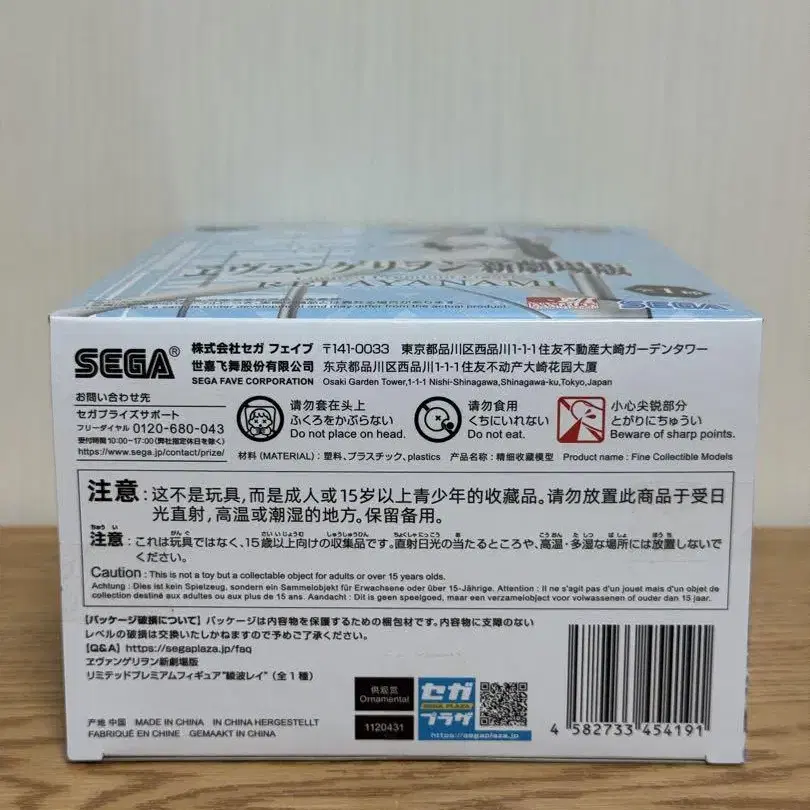 ヱヴァンゲリヲン新劇場版
REI AYANAMI
SEGA
SEGA®
株式会社セガ フェイブ 〒141-0033 東京都品川区西品川1-1-1住友不動産大崎ガーデンタワー
世嘉飞舞股份有限公司 东京都品川区西品川1-1-1住友不动产大崎花园大厦
SEGA FAVE CORPORATION Osaki Garden Tower,1-1-1 Nishi-Shinagawa,Shinagawa-ku,Tokyo,Japan
お問い合わせ先
セガプライズサポート
フリーダイヤル 0120-680-043
受付時間 10:00~17:00(弊社指定休日を除く)
https://www.sega.jp/contact/prize/
请勿套在头上
ふくろをかぶらない
Do not place on head.
请勿食用
くちにいれない
Do not eat.
小心尖锐部分
とがりにちゅうい
Beware of sharp points.
材料 (MATERIAL) : 塑料、プラスチック、plastics 产品名称 : 精细收藏模型 Product name : Fine Collectible Models
注意:这不是玩具,而是成人或15岁以上青少年的收藏品。请勿放置此商品于受日
光直射,高温或潮湿的地方。保留备用。
注意:これは玩具ではなく、15歳以上向けの収集品です。直射日光の当たるところや、高温・多湿な場所には放置しないで
ください。
Caution : This is not a toy but a collectable object for adults or over 15 years olds.
Achtung : Dies ist kein Spielzeug, sondern ein Sammelobjekt für Erwachsene oder über 15-Jährige. Attention : Il ne s'agit pas d'un jouet mais d'un objet de
collection destiné aux adultes ou aux plus de 15 ans. Aandacht : Dit is geen speelgoed, maar een verzamelobject voor volwassenen of ouder dan 15 jaar.
【パッケージ破損について】パッケージは内容物を保護するための梱包材です。内容物に支障のない
レベルの破損は交換いたしかねますので予めご了承ください。
【Q&A】https://segaplaza.jp/faq
ヱヴァンゲリヲン新劇場版
リミテッドプレミアムフィギュア"綾波レイ"(全1種)
产地 中国 MADE IN CHINA IN CHINA HERGESTELLT
FABRIQUÉ EN CHINE GEMAAKT IN CHINA
供观赏
Ornamental
1120431
セガ
SEGA PLAZA
プラザ
https://segaplaza.jp
4 582733 454191